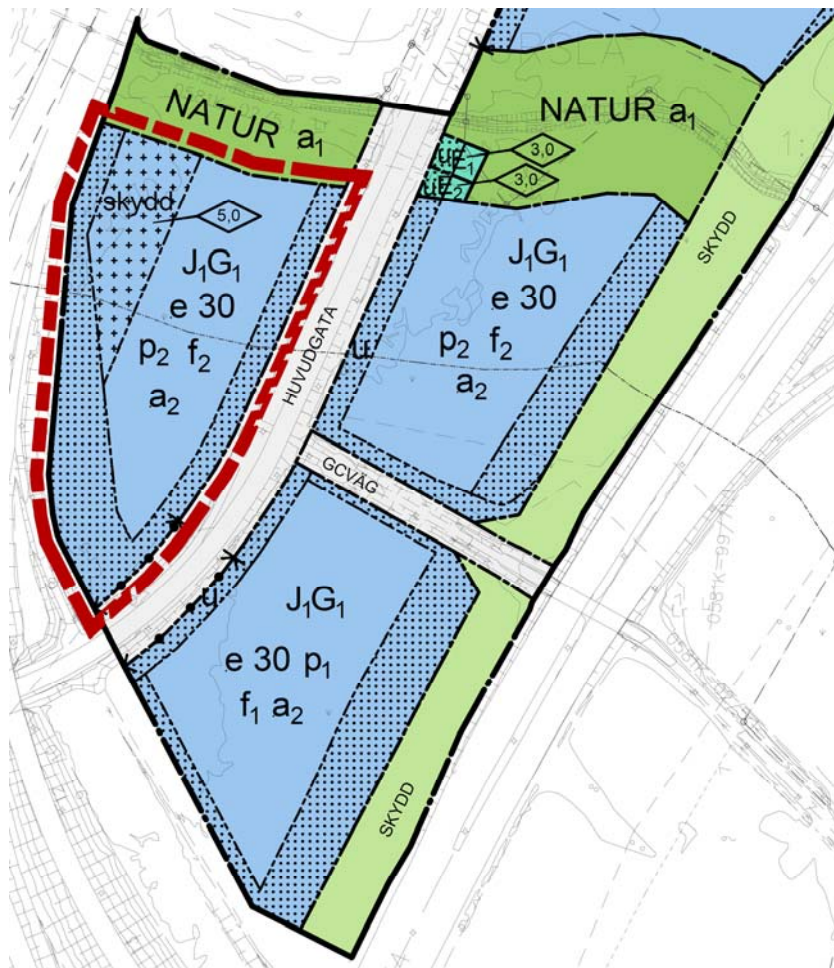 NATUR a₁
NATUR a₁
uE₁
3,0
uE₂
3,0
skydd
5,0
J₁G₁
e 30
p₂ f₂
a₂
HUVUDGATA
u
J₁G₁
e 30
p₂ f₂
a₂
SKYDD
GCVÄG
u
J₁G₁
e 30 p₁
f₁ a₂
SKYDD